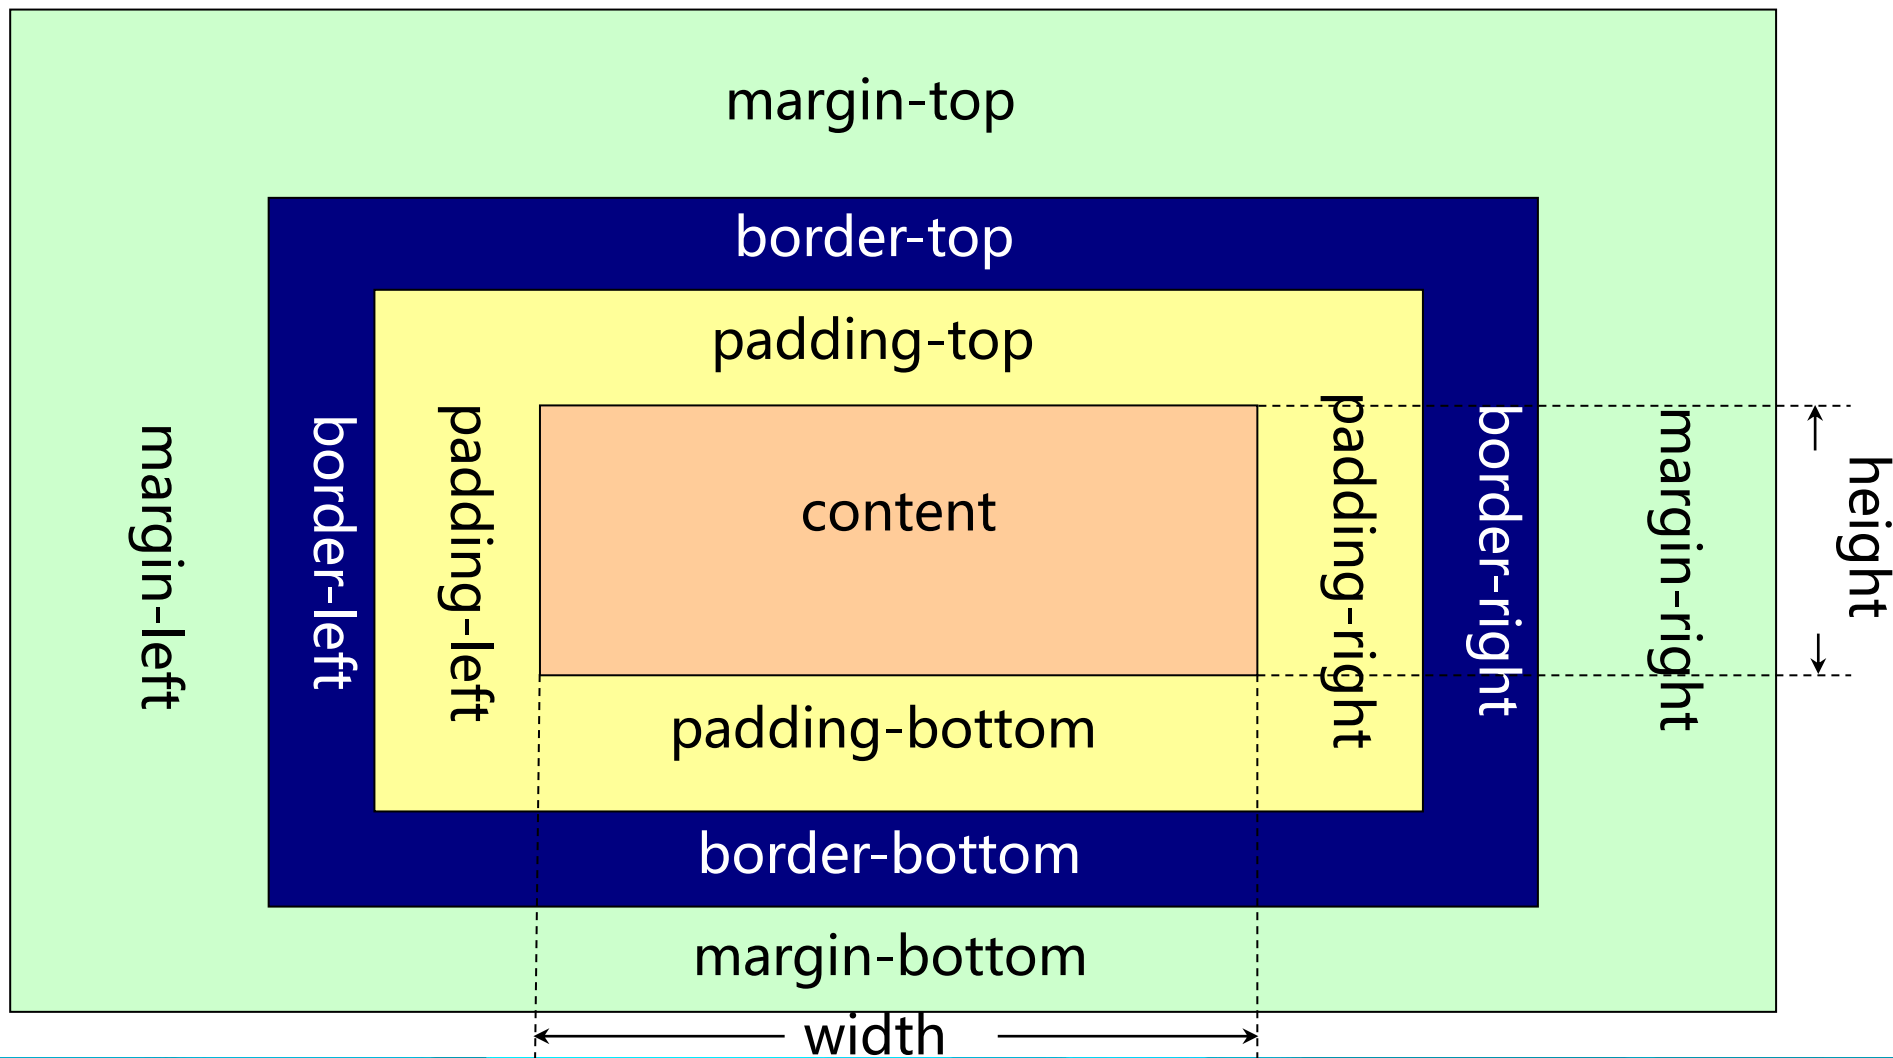 margin-top
border-top
padding-top
margin-left
border-left
padding-left
content
padding-right
border-right
margin-right
height
padding-bottom
border-bottom
margin-bottom
width